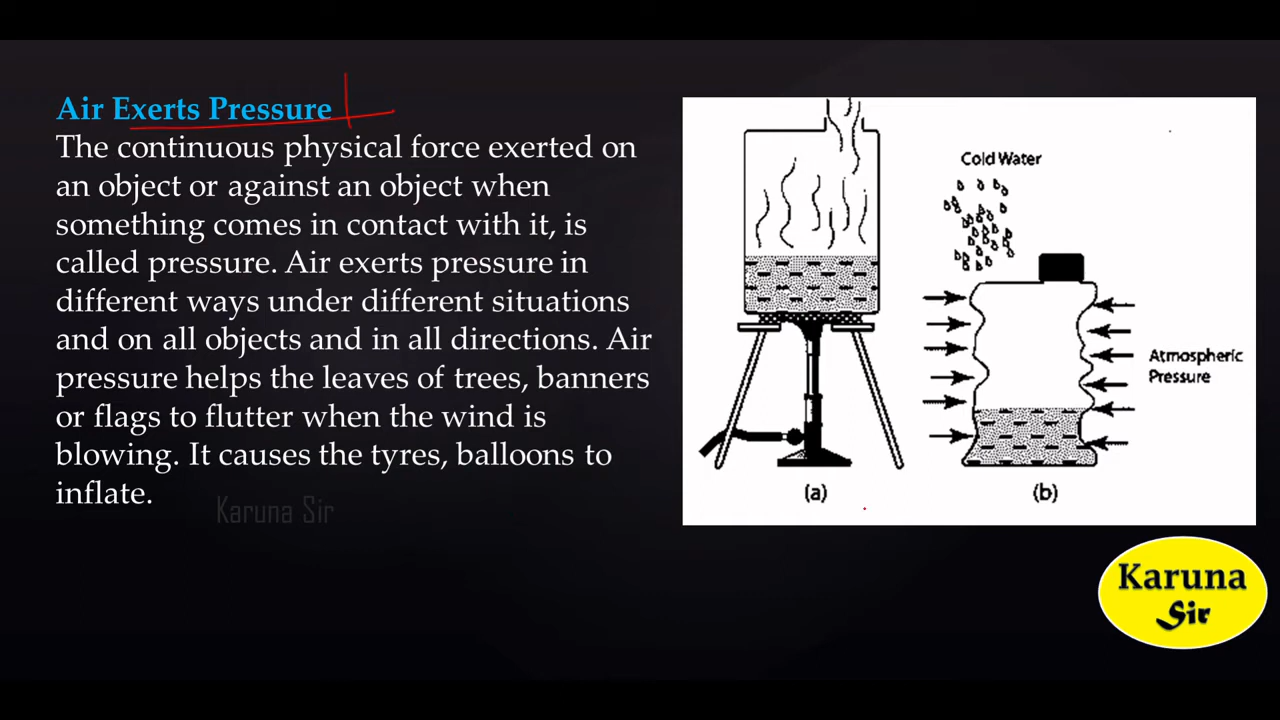 Air Exerts Pressure
The continuous physical force exerted on
an object or against an object when
something comes in contact with it, is
called pressure. Air exerts pressure in
different ways under different situations
and on all objects and in all directions. Air
pressure helps the leaves of trees, banners
or flags to flutter when the wind is
blowing. It causes the tyres, balloons to
inflate.
Karuna Sir
Cold Water
Atmospheric
Pressure
(a)
(b)
Karuna
Sir